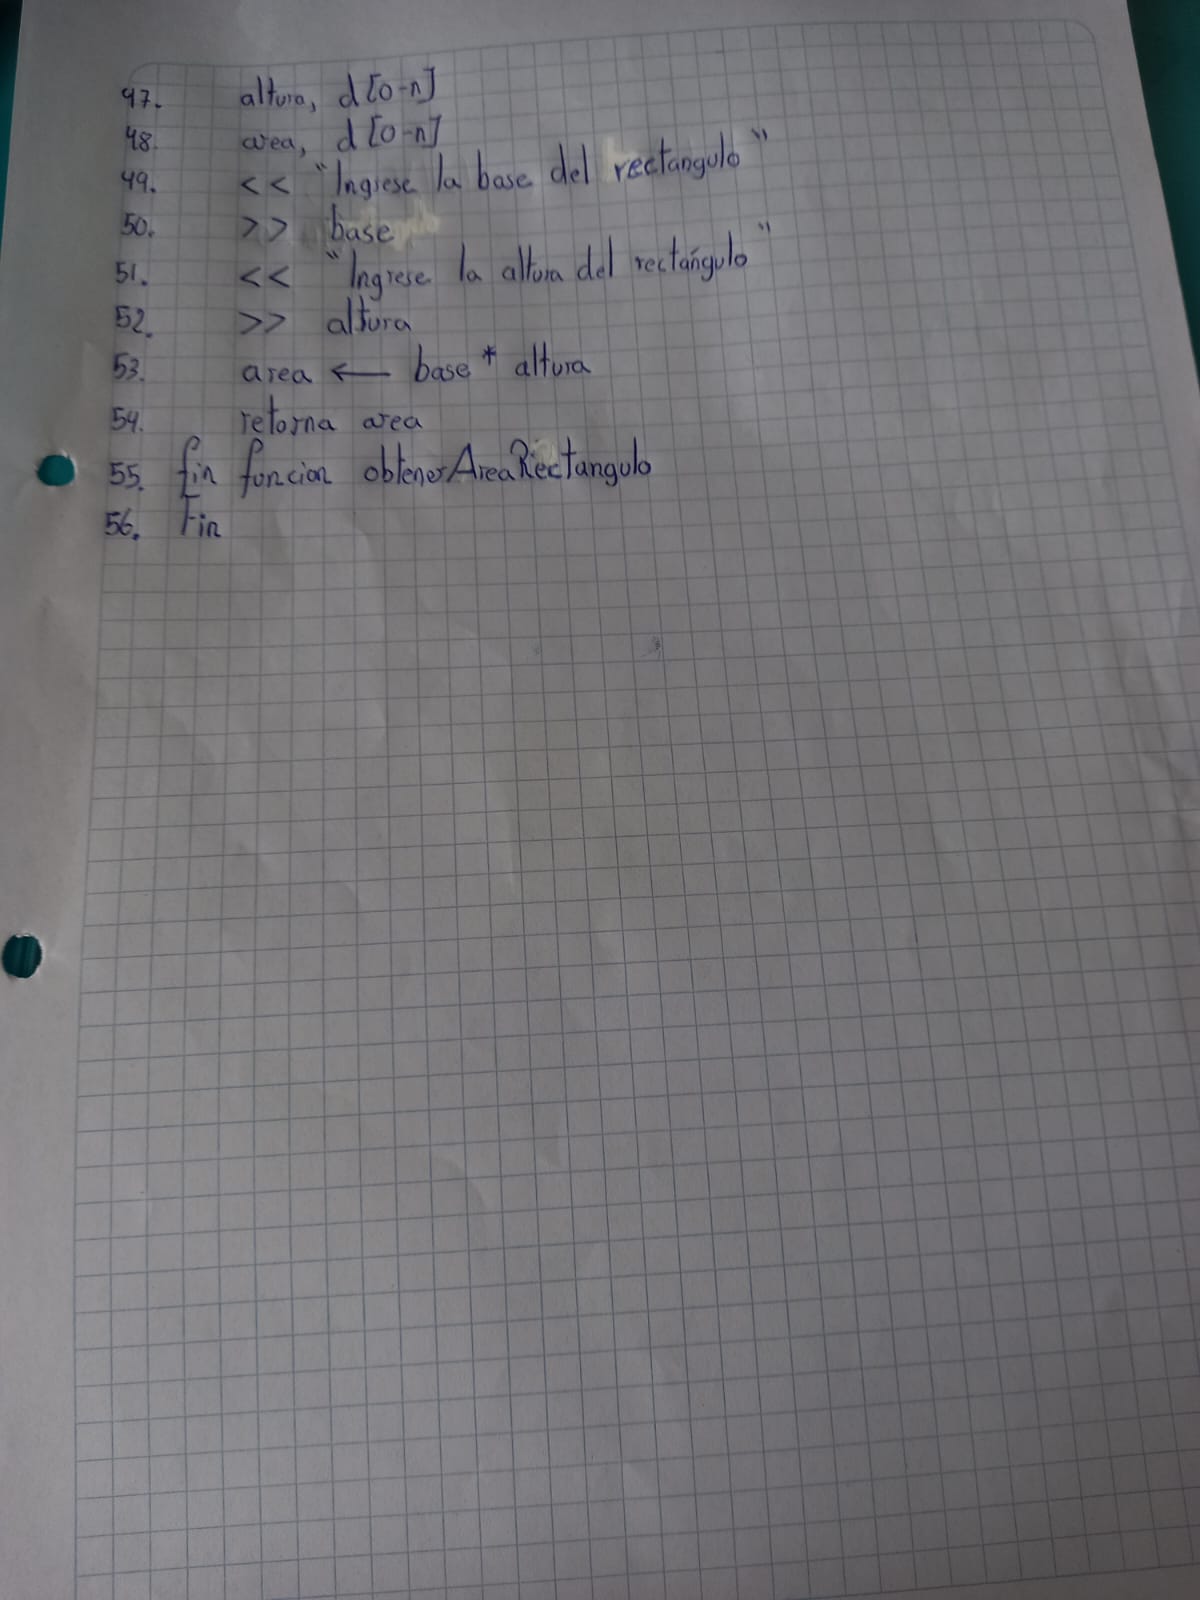 47. altura, d [0-n]
48. area, d [0-n]
49. << "Ingrese la base del rectangulo"
50. >> base
51. << "Ingrese la altura del rectángulo"
52. >> altura
53. area ← base * altura
54. retorna area
55. fin funcion obtenerAreaRectangulo
56. Fin